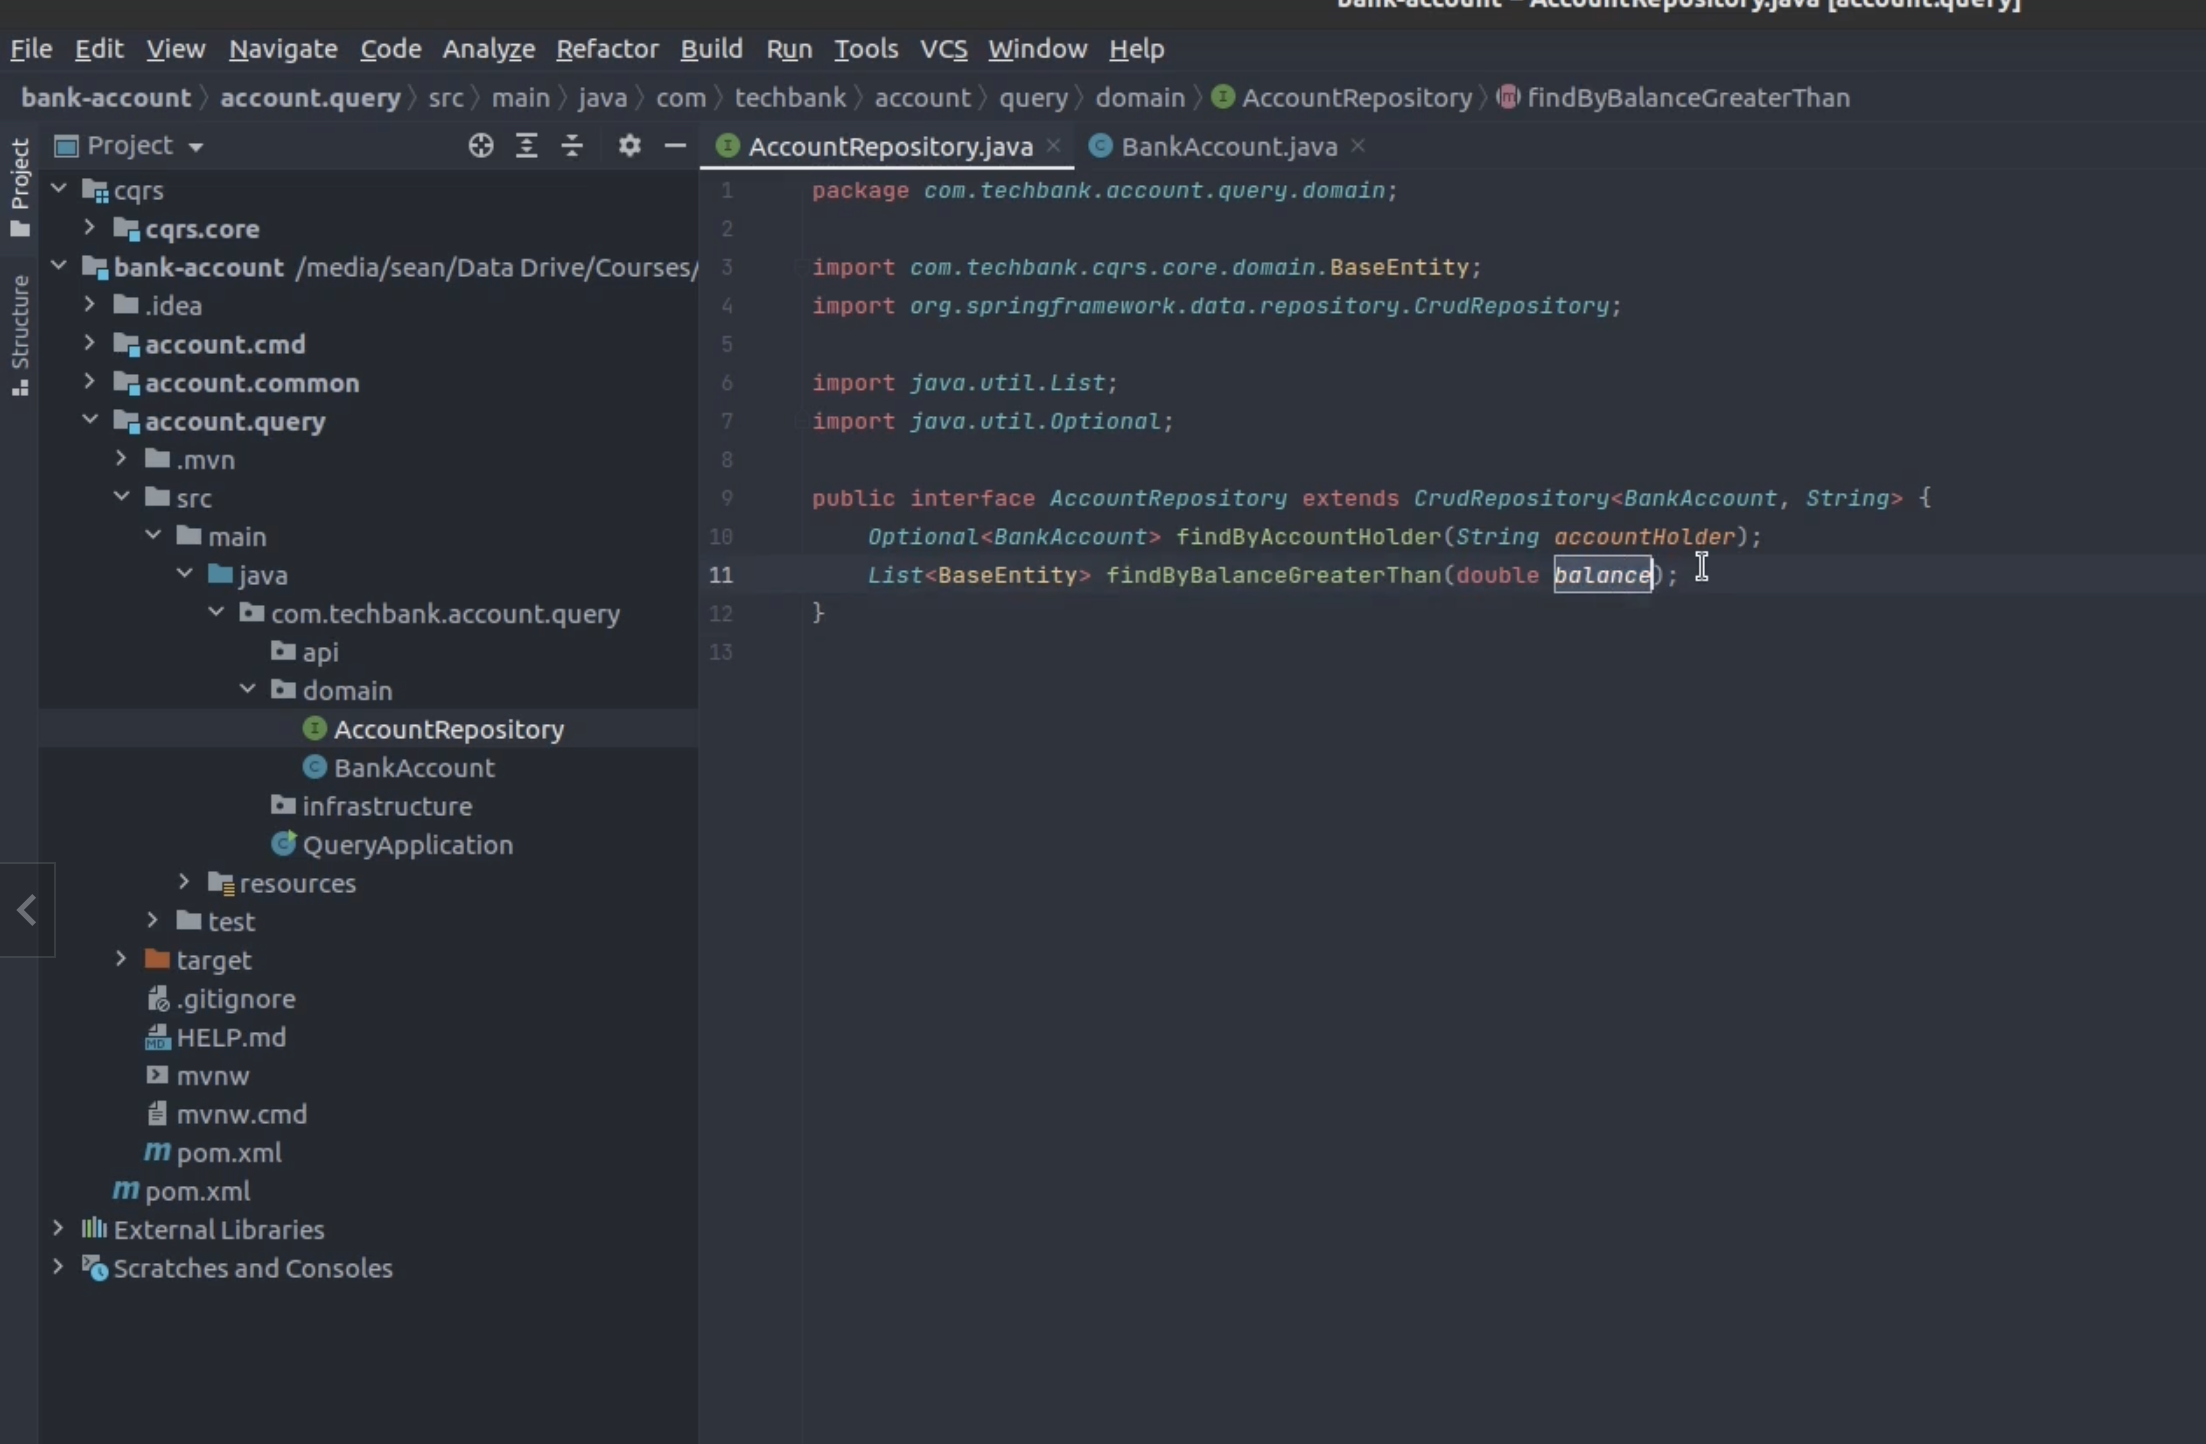 bank-account – AccountRepository.java [account.query]
File Edit View Navigate Code Analyze Refactor Build Run Tools VCS Window Help
bank-account account.query src main java com techbank account query domain AccountRepository findByBalanceGreaterThan
Project
Structure
Project
cqrs
cqrs.core
bank-account /media/sean/Data Drive/Courses/
.idea
account.cmd
account.common
account.query
.mvn
src
main
java
com.techbank.account.query
api
domain
AccountRepository
BankAccount
infrastructure
QueryApplication
resources
test
target
.gitignore
HELP.md
mvnw
mvnw.cmd
pom.xml
pom.xml
External Libraries
Scratches and Consoles
AccountRepository.java BankAccount.java
1 package com.techbank.account.query.domain;
2
3 import com.techbank.cqrs.core.domain.BaseEntity;
4 import org.springframework.data.repository.CrudRepository;
5
6 import java.util.List;
7 import java.util.Optional;
8
9 public interface AccountRepository extends CrudRepository<BankAccount, String> {
10 Optional<BankAccount> findByAccountHolder(String accountHolder);
11 List<BaseEntity> findByBalanceGreaterThan(double balance);
12 }
13